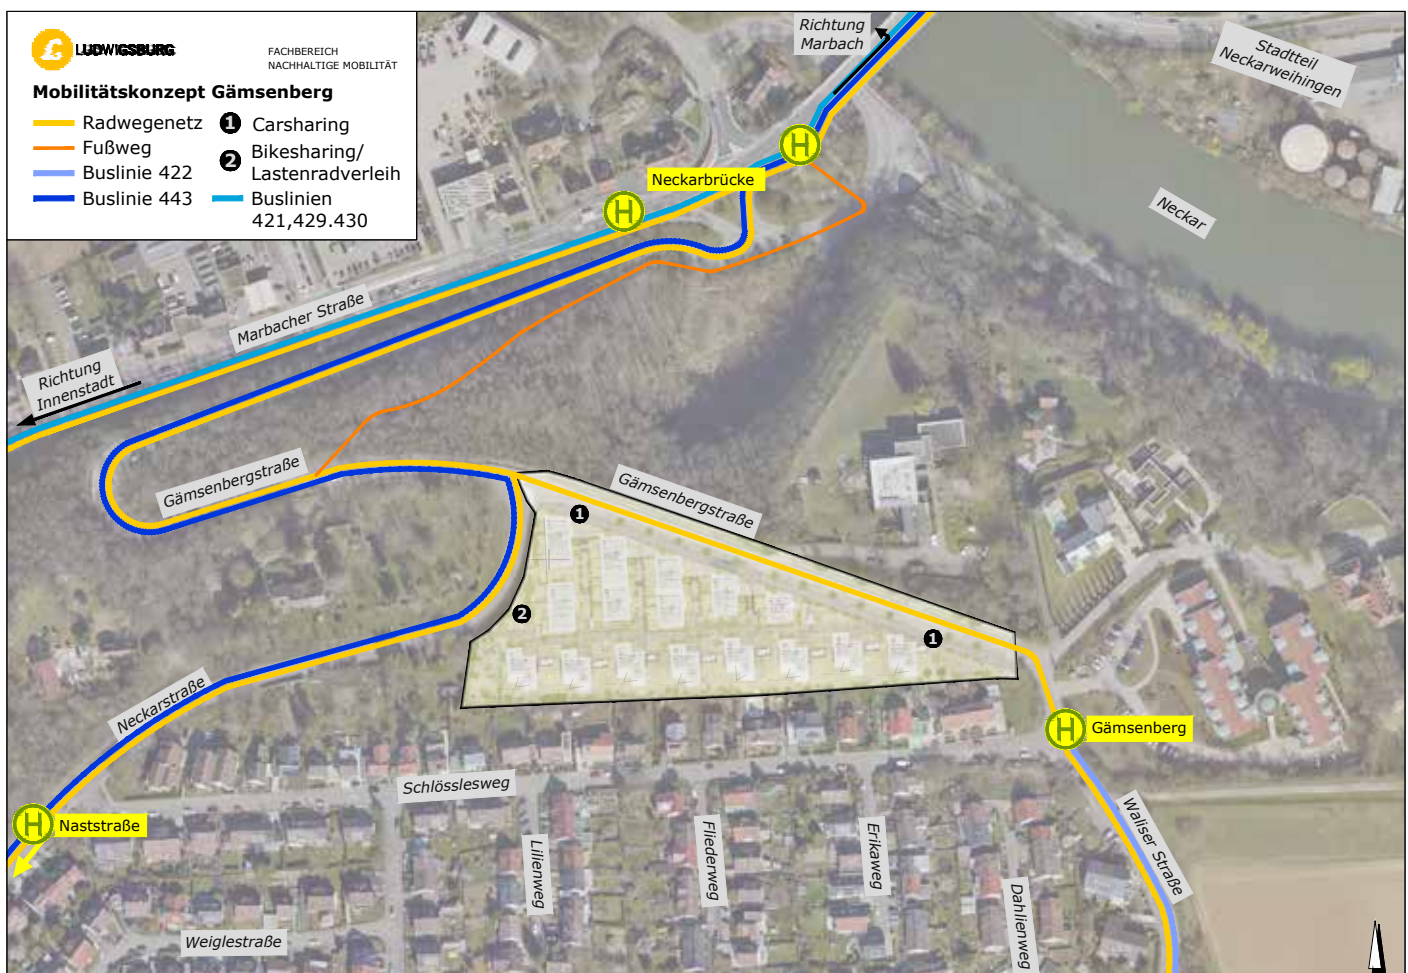 LUDWIGSBURG
FACHBEREICH
NACHHALTIGE MOBILITÄT
Mobilitätskonzept Gämsenberg
Radwegenetz
Fußweg
Buslinie 422
Buslinie 443
1 Carsharing
2 Bikesharing/
Lastenradverleih
Buslinien
421,429.430
Richtung
Marbach
Stadtteil
Neckarweihingen
H
Neckarbrücke
H
Neckar
Marbacher Straße
Richtung
Innenstadt
Gämsenbergstraße
Gämsenbergstraße
1
2
1
Neckarstraße
H
Gämsenberg
Schlösslesweg
H
Naststraße
Lilienweg
Fliederweg
Erikaweg
Dahlienweg
Waliser Straße
Weiglestraße